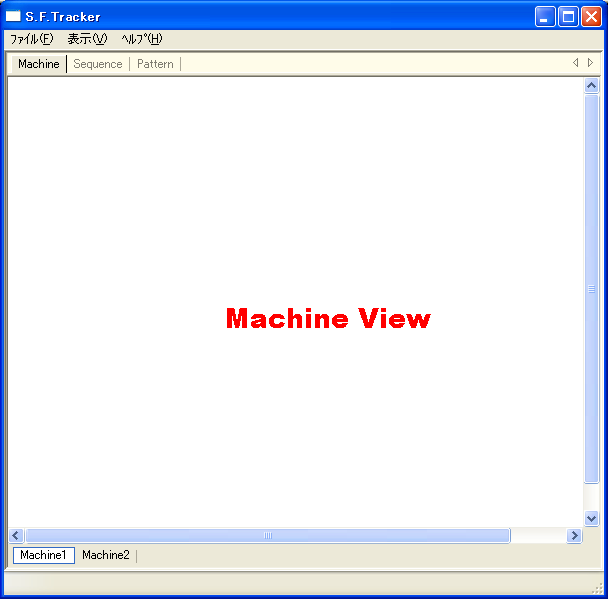 S.F.Tracker
ﾌｧｲﾙ(F) 表示(V) ﾍﾙﾌﾟ(H)
Machine Sequence Pattern
Machine View
Machine1 Machine2